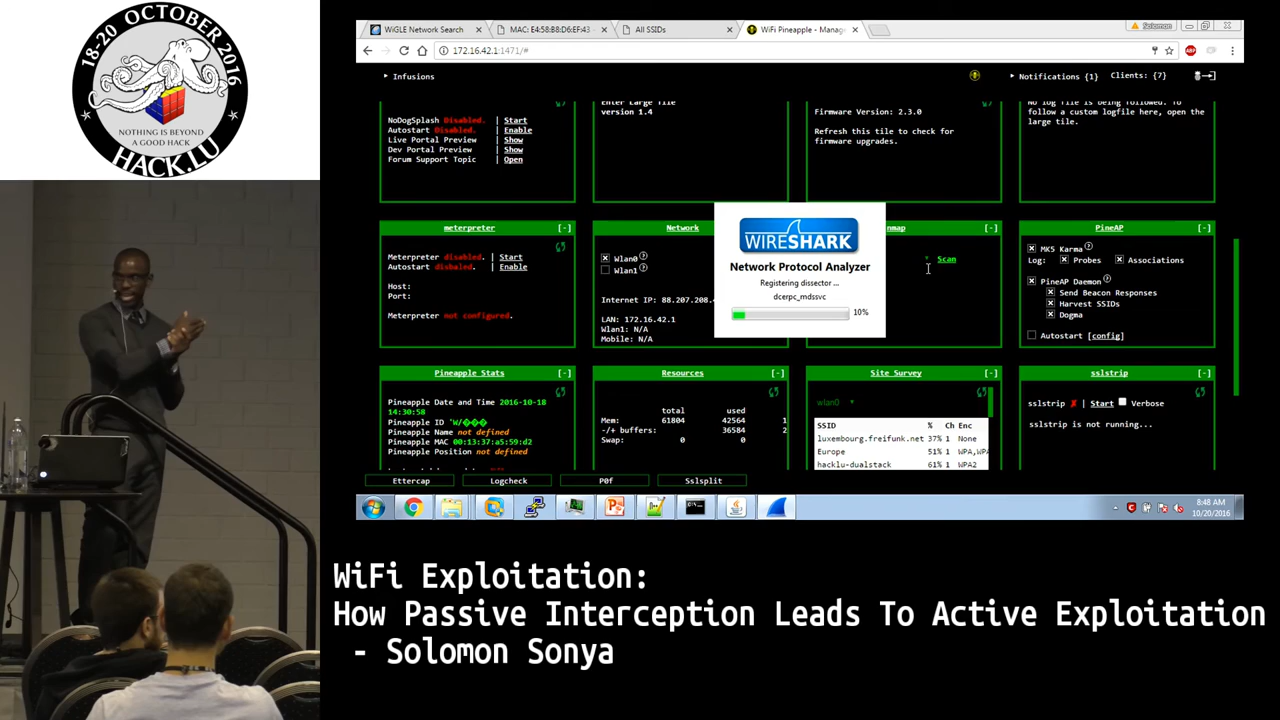 18-20 OCTOBER 2016
NOTHING IS BEYOND
A GOOD HACK
HACK.LU
WiGLE Network Search
MAC: E4:58:B8:D6:EF:43
All SSIDs
WiFi Pineapple - Manage
Solomon
172.16.42.1:1471/#
Infusions
Notifications {1}
Clients: {7}
NoDogSplash Disabled. | Start
Autostart Disabled. | Enable
Live Portal Preview | Show
Dev Portal Preview | Show
Forum Support Topic | Open
Enter Large Tile
version 1.4
Firmware Version: 2.3.0
Refresh this tile to check for
firmware upgrades.
No log file is being followed. To
follow a custom logfile here, open the
large tile.
meterpreter [-]
Meterpreter disabled. | Start
Autostart disbaled. | Enable
Host:
Port:
Meterpreter not configured.
Network
Wlan0
Wlan1
Internet IP: 88.207.208.
LAN: 172.16.42.1
Wlan1: N/A
Mobile: N/A
WIRESHARK
Network Protocol Analyzer
Registering dissector ...
dcerpc_mdssvc
10%
nmap [-]
Scan
PineAP [-]
MK5 Karma
Log: Probes Associations
PineAP Daemon
Send Beacon Responses
Harvest SSIDs
Dogma
Autostart [config]
Pineapple Stats [-]
Pineapple Date and Time 2016-10-18
14:30:58
Pineapple ID `W/���
Pineapple Name not defined
Pineapple MAC 00:13:37:a5:59:d2
Pineapple Position not defined
Resources [-]
total used
Mem: 61804 42564 1
-/+ buffers: 36584 2
Swap: 0 0
Site Survey [-]
wlan0
SSID % Ch Enc
luxembourg.freifunk.net 37% 1 None
Europe 51% 1 WPA,WPA
hacklu-dualstack 61% 1 WPA2
sslstrip [-]
sslstrip ✗ | Start Verbose
sslstrip is not running...
Ettercap
Logcheck
P0f
Sslsplit
8:48 AM
10/20/2016
WiFi Exploitation:
How Passive Interception Leads To Active Exploitation
- Solomon Sonya